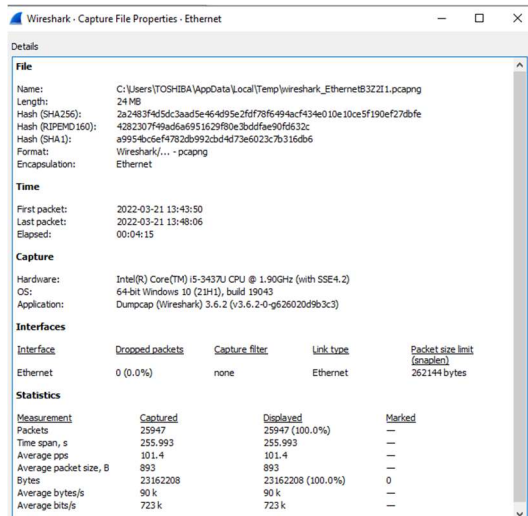 Wireshark · Capture File Properties · Ethernet
Details
File
Name: C:\Users\TOSHIBA\AppData\Local\Temp\wireshark_EthernetB3Z2I1.pcapng
Length: 24 MB
Hash (SHA256): 2a2483f4d5dc3aad5e464d95e2fdf78f6494acf434e010e10ce5f190ef27dbfe
Hash (RIPEMD160): 4282307f49ad6a6951629f80e3bddfae90fd632c
Hash (SHA1): a9954bc6ef4782db992cbd4d73e6023c7b316db6
Format: Wireshark/... - pcapng
Encapsulation: Ethernet
Time
First packet: 2022-03-21 13:43:50
Last packet: 2022-03-21 13:48:06
Elapsed: 00:04:15
Capture
Hardware: Intel(R) Core(TM) i5-3437U CPU @ 1.90GHz (with SSE4.2)
OS: 64-bit Windows 10 (21H1), build 19043
Application: Dumpcap (Wireshark) 3.6.2 (v3.6.2-0-g626020d9b3c3)
Interfaces
Interface Dropped packets Capture filter Link type Packet size limit
(snaplen)
Ethernet 0 (0.0%) none Ethernet 262144 bytes
Statistics
Measurement Captured Displayed Marked
Packets 25947 25947 (100.0%) —
Time span, s 255.993 255.993 —
Average pps 101.4 101.4 —
Average packet size, B 893 893 —
Bytes 23162208 23162208 (100.0%) 0
Average bytes/s 90 k 90 k —
Average bits/s 723 k 723 k —